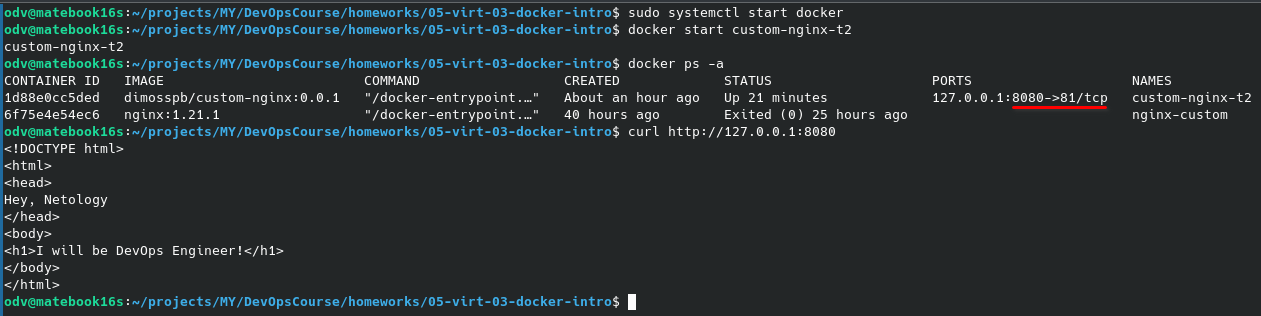 odv@matebook16s:~/projects/MY/DevOpsCourse/homeworks/05-virt-03-docker-intro$ sudo systemctl start docker
odv@matebook16s:~/projects/MY/DevOpsCourse/homeworks/05-virt-03-docker-intro$ docker start custom-nginx-t2
custom-nginx-t2
odv@matebook16s:~/projects/MY/DevOpsCourse/homeworks/05-virt-03-docker-intro$ docker ps -a
CONTAINER ID   IMAGE                         COMMAND                  CREATED             STATUS                    PORTS                    NAMES
1d88e0cc5ded   dimosspb/custom-nginx:0.0.1   "/docker-entrypoint.…"   About an hour ago   Up 21 minutes             127.0.0.1:8080->81/tcp   custom-nginx-t2
6f75e4e54ec6   nginx:1.21.1                  "/docker-entrypoint.…"   40 hours ago        Exited (0) 25 hours ago                            nginx-custom
odv@matebook16s:~/projects/MY/DevOpsCourse/homeworks/05-virt-03-docker-intro$ curl http://127.0.0.1:8080
<!DOCTYPE html>
<html>
<head>
Hey, Netology
</head>
<body>
<h1>I will be DevOps Engineer!</h1>
</body>
</html>
odv@matebook16s:~/projects/MY/DevOpsCourse/homeworks/05-virt-03-docker-intro$